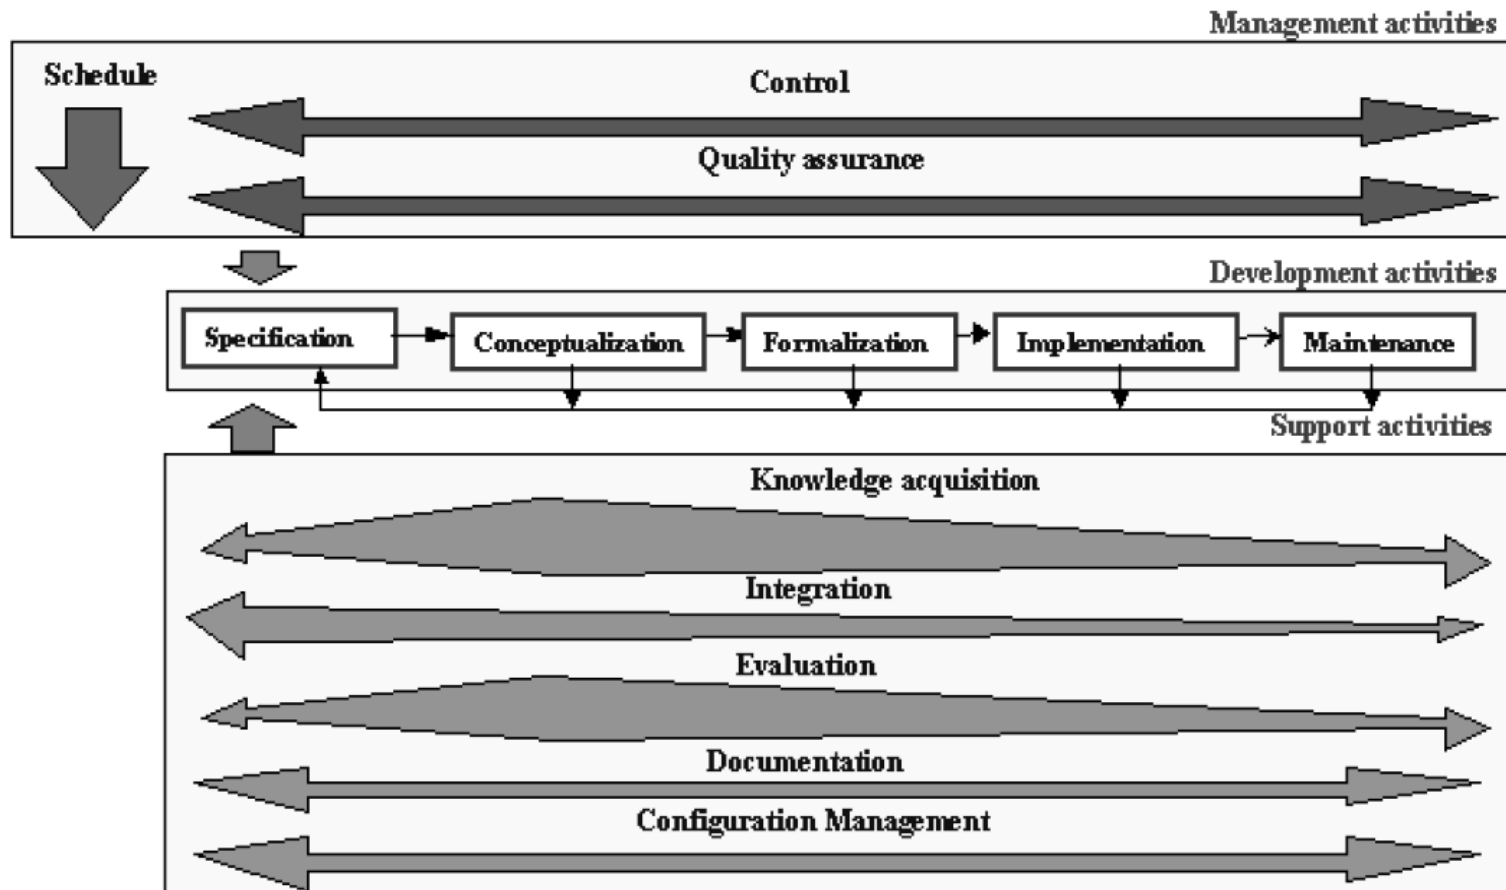 Management activities
Schedule
Control
Quality assurance
Development activities
Specification
Conceptualization
Formalization
Implementation
Maintenance
Support activities
Knowledge acquisition
Integration
Evaluation
Documentation
Configuration Management